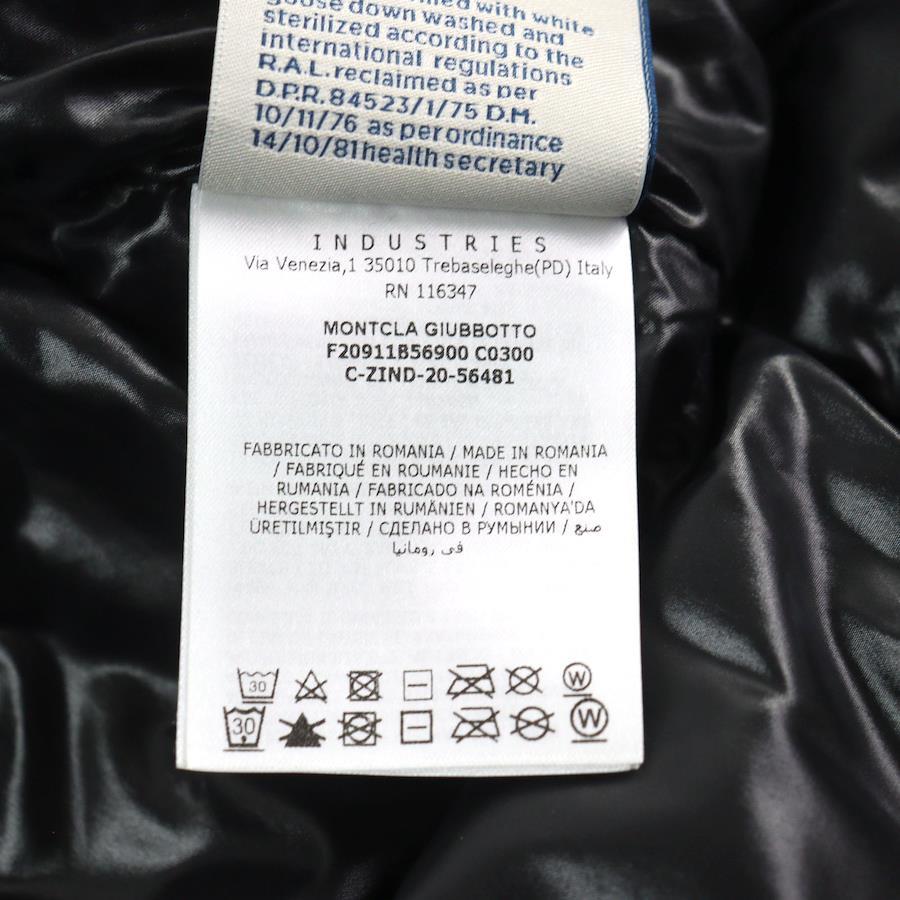 with white
goose down washed and
sterilized according to the
international regulations
R.A.L. reclaimed as per
D.P.R. 84523/1/75 D.M.
10/11/76 as per ordinance
14/10/81 health secretary
INDUSTRIES
Via Venezia,1 35010 Trebaseleghe(PD) Italy
RN 116347
MONTCLA GIUBBOTTO
F20911B56900 C0300
C-ZIND-20-56481
FABBRICATO IN ROMANIA / MADE IN ROMANIA
/ FABRIQUÉ EN ROUMANIE / HECHO EN
RUMANIA / FABRICADO NA ROMÉNIA /
HERGESTELLT IN RUMÄNIEN / ROMANYA'DA
ÜRETILMIŞTIR / СДЕЛАНО В РУМЫНИИ / صنع
في رومانيا
30 W
30 W